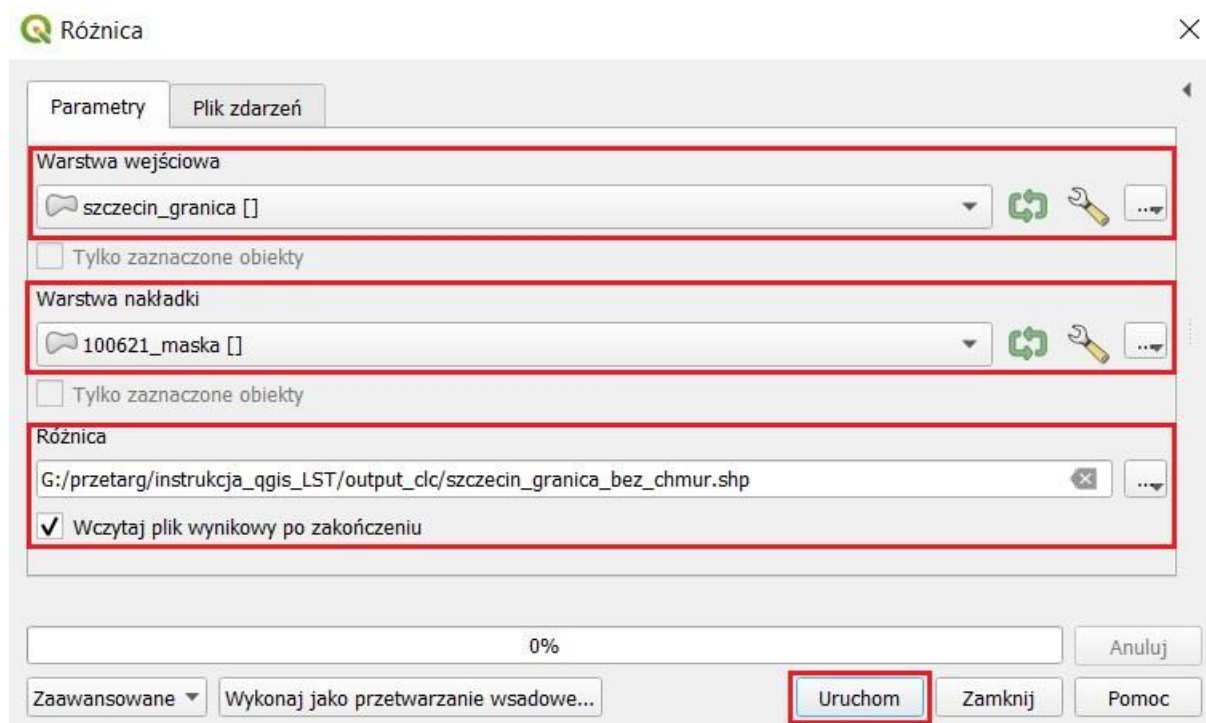 Różnica
Parametry
Plik zdarzeń
Warstwa wejściowa
szczecin_granica []
...
Tylko zaznaczone obiekty
Warstwa nakładki
100621_maska []
...
Tylko zaznaczone obiekty
Różnica
G:/przetarg/instrukcja_qgis_LST/output_clc/szczecin_granica_bez_chmur.shp
...
Wczytaj plik wynikowy po zakończeniu
0%
Anuluj
Zaawansowane
Wykonaj jako przetwarzanie wsadowe...
Uruchom
Zamknij
Pomoc